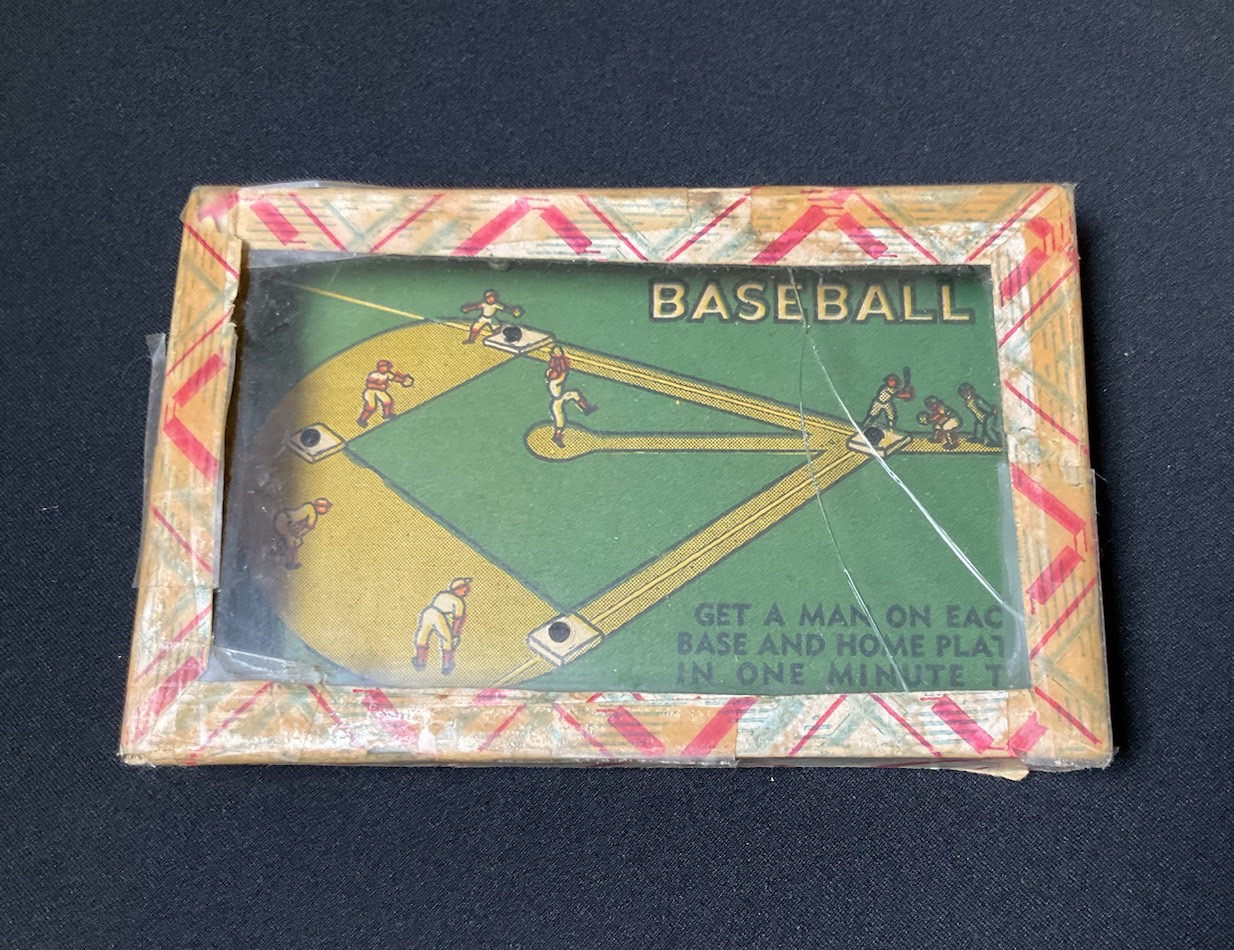 BASEBALL
GET A MAN ON EAC
BASE AND HOME PLAT
IN ONE MINUTE T